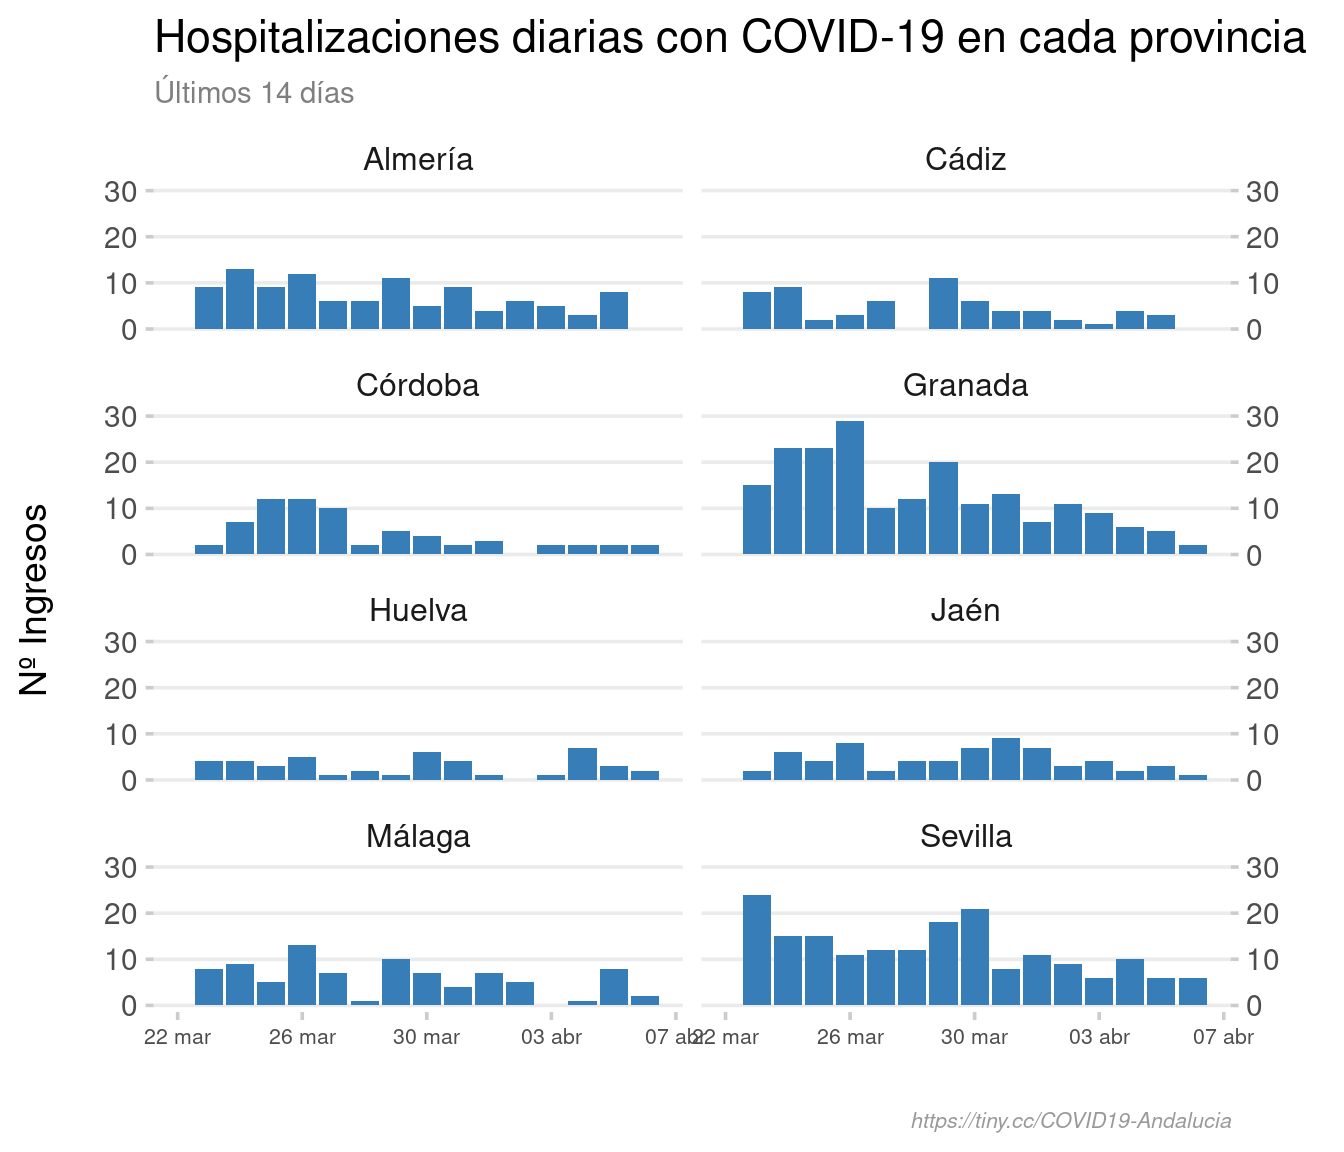 Hospitalizaciones diarias con COVID-19 en cada provincia
Últimos 14 días
Almería
Cádiz
30
20
10
0
30
20
10
0
Córdoba
Granada
30
20
10
0
30
20
10
0
Nº Ingresos
Huelva
Jaén
30
20
10
0
30
20
10
0
Málaga
Sevilla
30
20
10
0
30
20
10
0
22 mar 26 mar 30 mar 03 abr 07 abr
22 mar 26 mar 30 mar 03 abr 07 abr
https://tiny.cc/COVID19-Andalucia